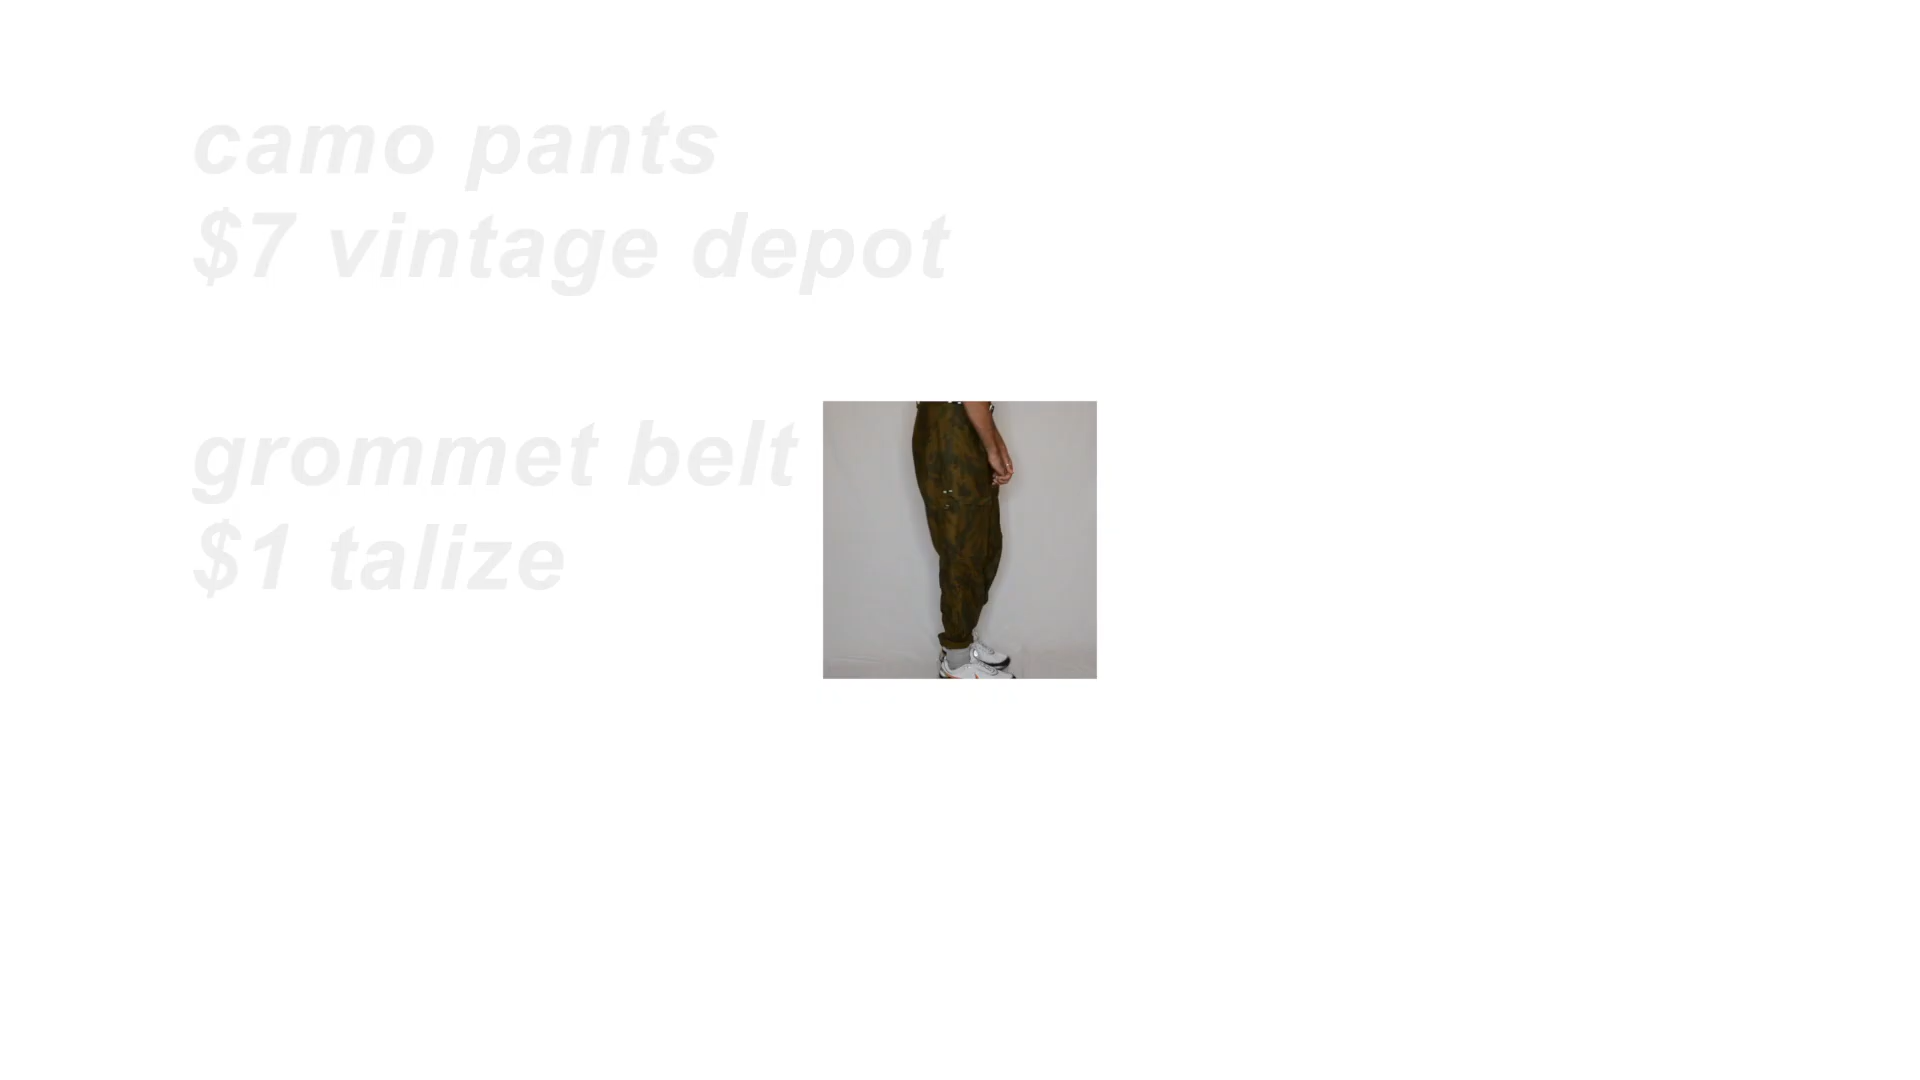 camo pants
$7 vintage depot
grommet belt
$1 talize